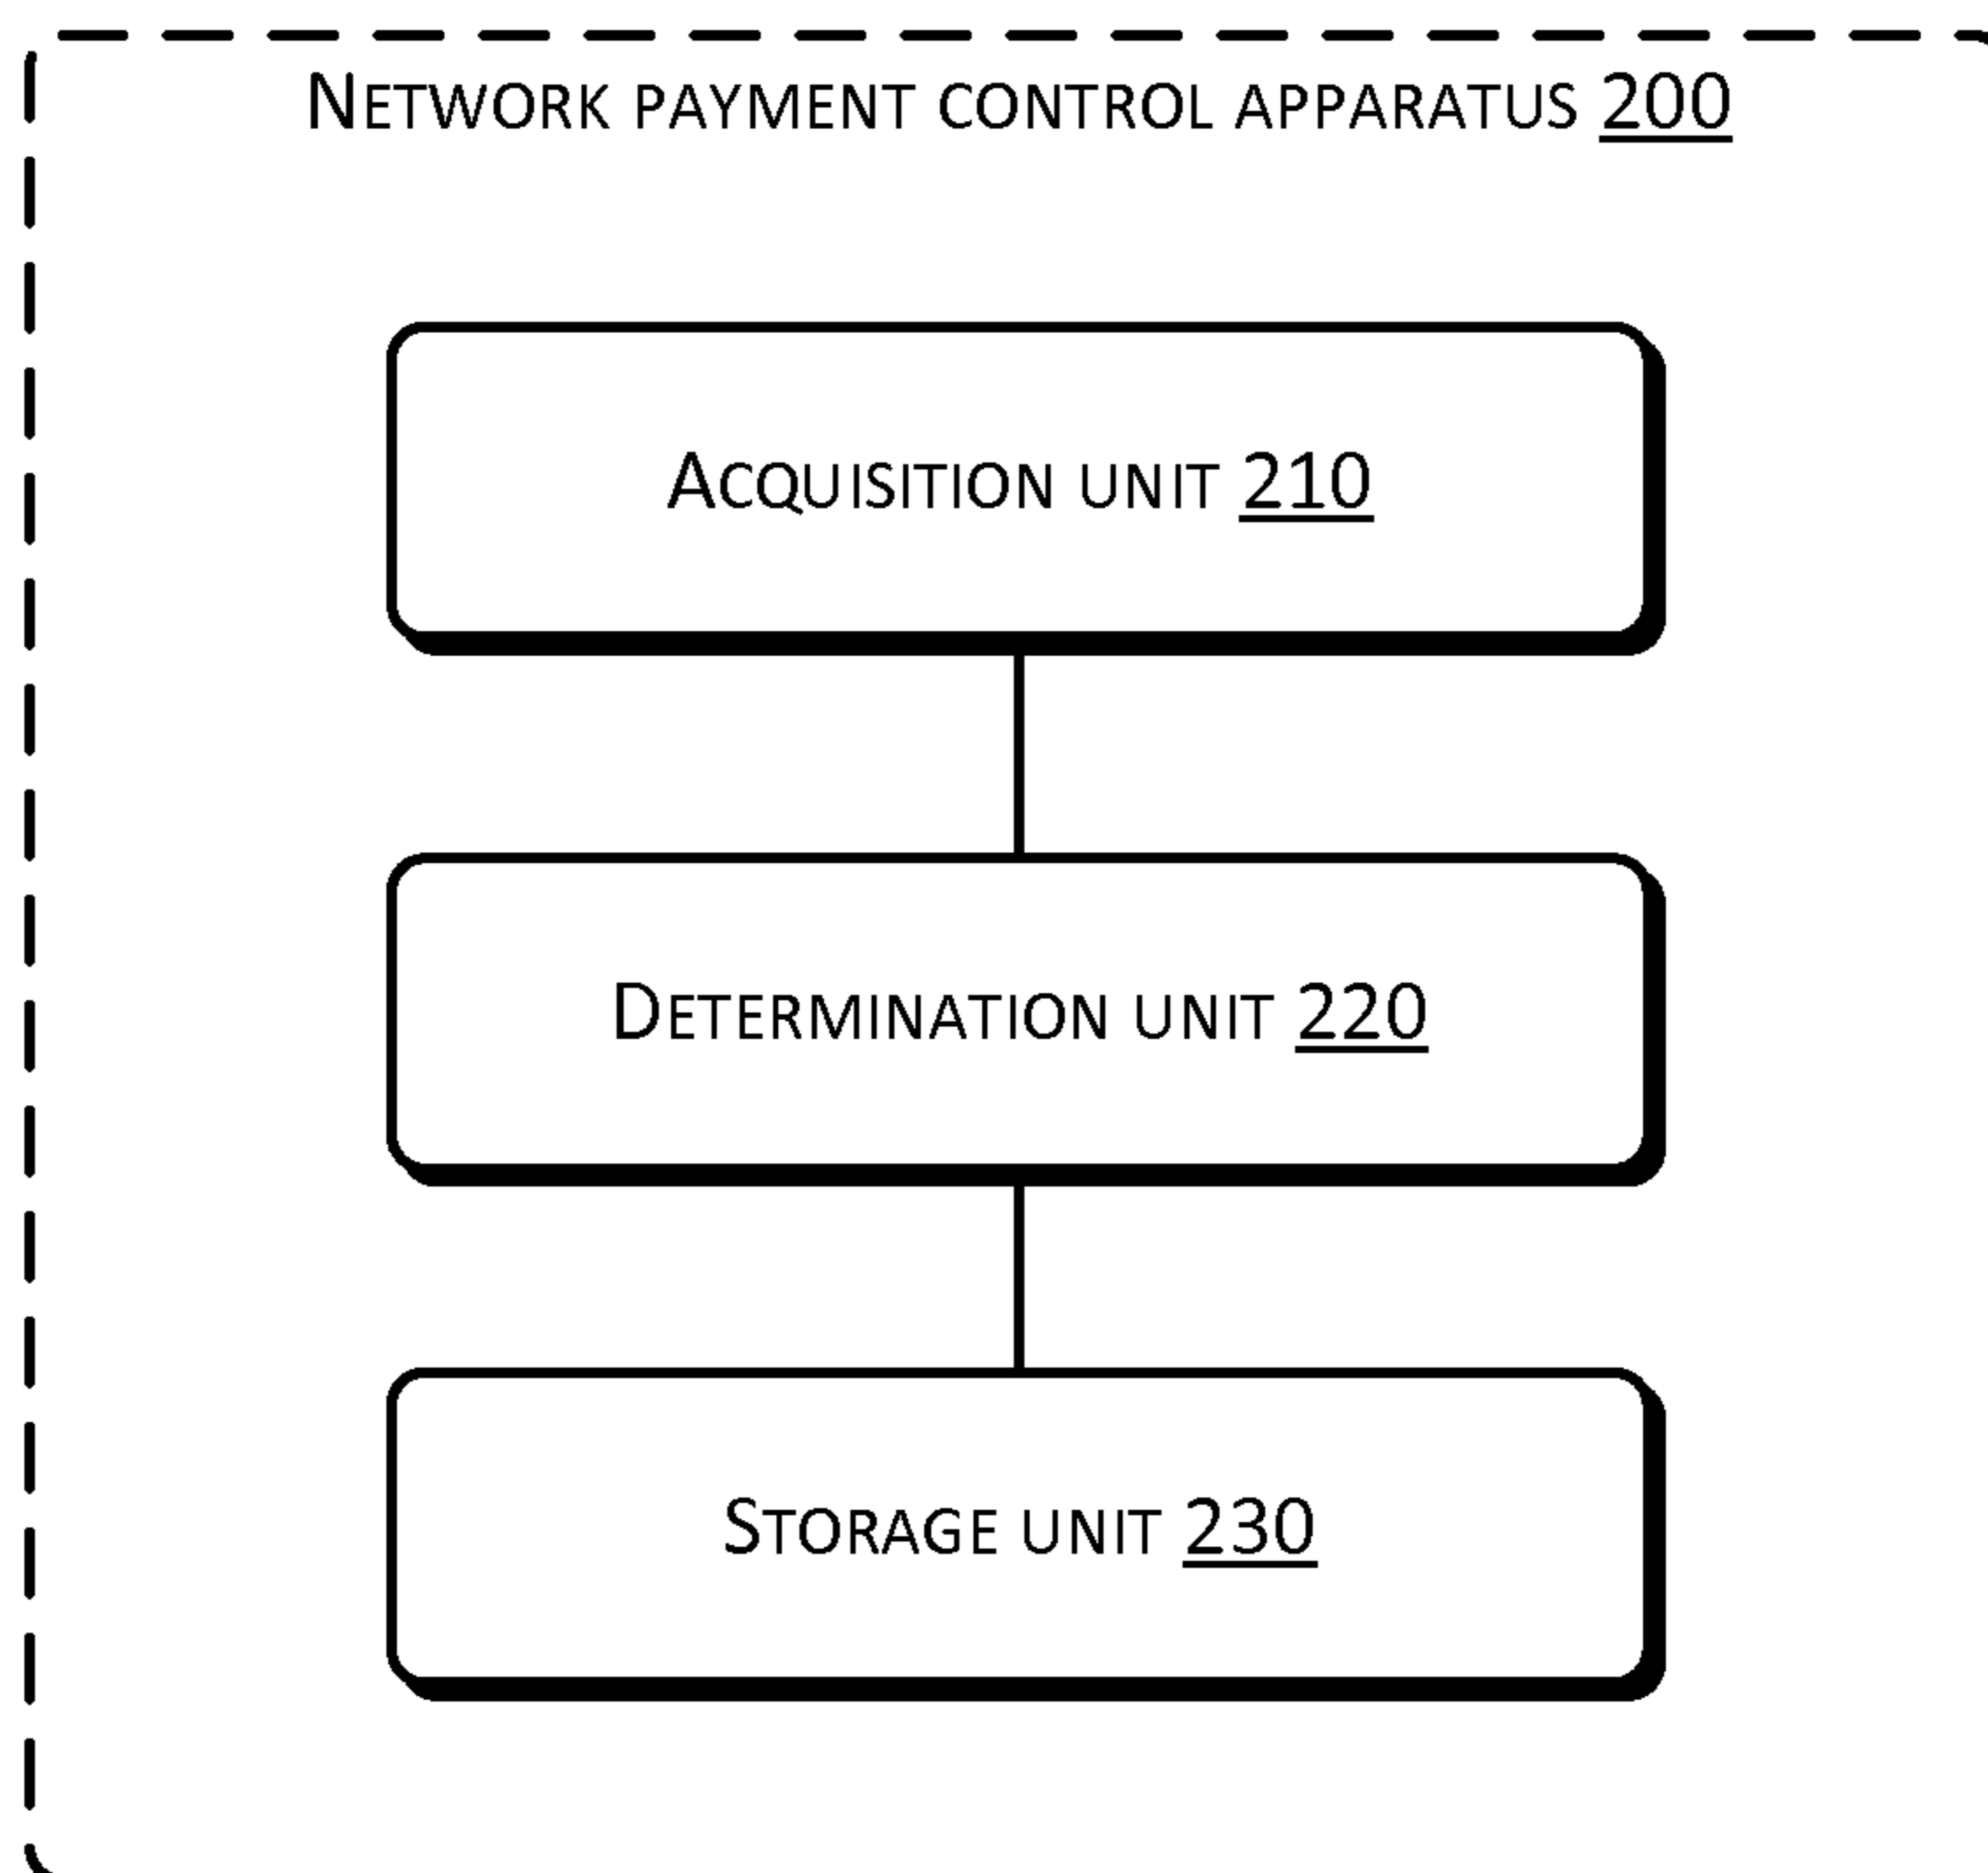 Network payment control apparatus 200
Acquisition unit 210
Determination unit 220
Storage unit 230